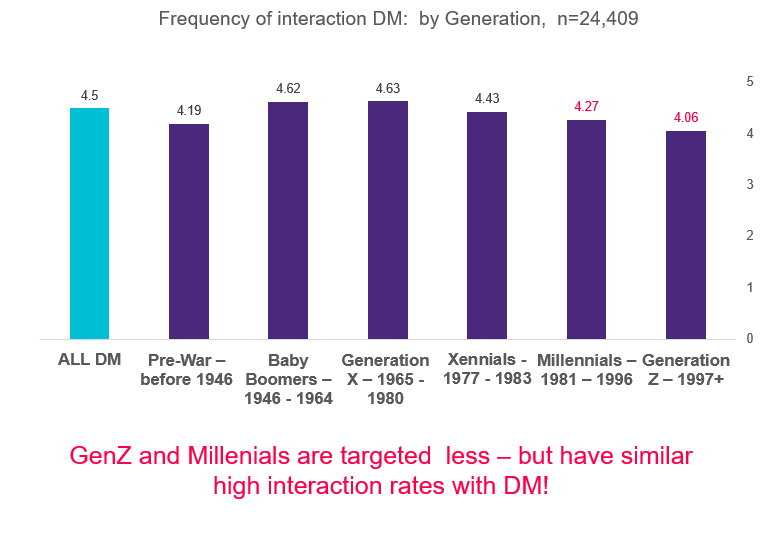 Frequency of interaction DM:  by Generation,  n=24,409
5
4
3
2
1
0
4.5
4.19
4.62
4.63
4.43
4.27
4.06
ALL DM
Pre-War –
before 1946
Baby
Boomers –
1946 - 1964
Generation
X – 1965 -
1980
Xennials -
1977 - 1983
Millennials –
1981 – 1996
Generation
Z – 1997+
GenZ and Millenials are targeted  less – but have similar
high interaction rates with DM!